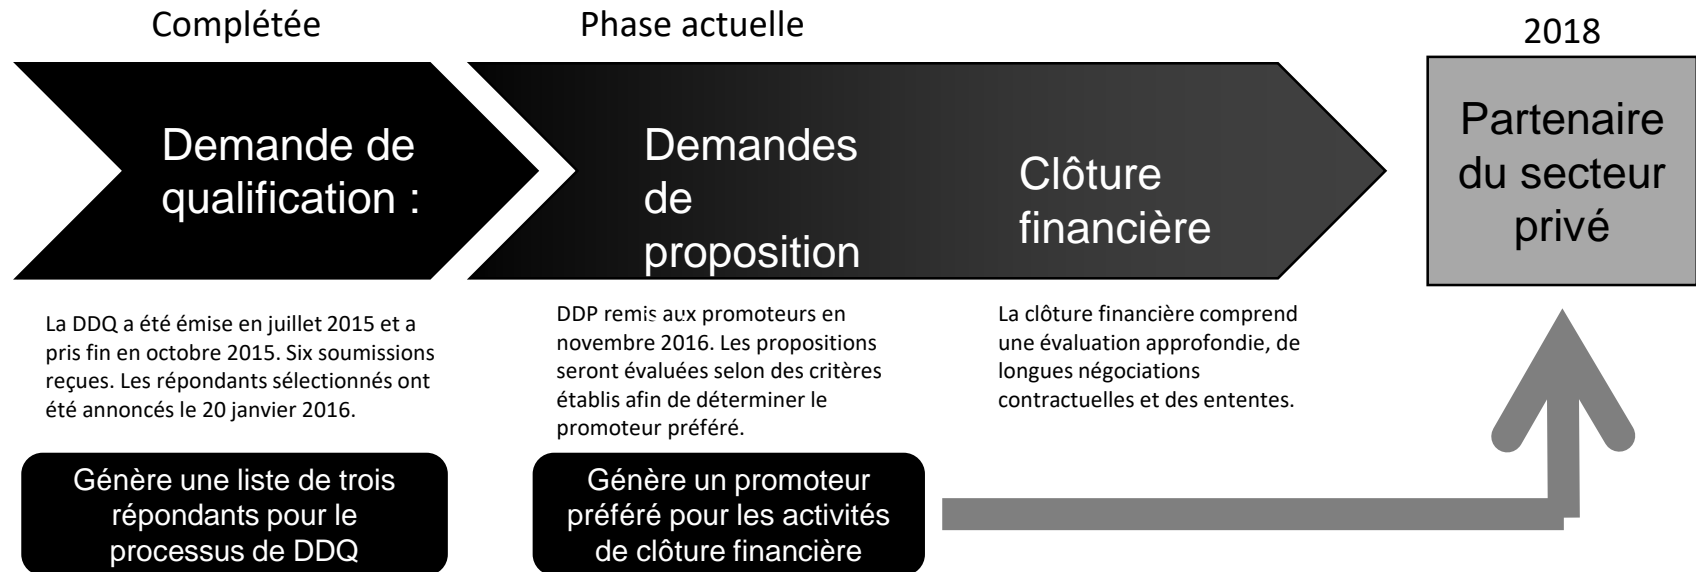 Complétée
Phase actuelle
2018
Demande de
qualification :
Demandes
de
proposition
Clôture
financière
Partenaire
du secteur
privé
La DDQ a été émise en juillet 2015 et a
pris fin en octobre 2015. Six soumissions
reçues. Les répondants sélectionnés ont
été annoncés le 20 janvier 2016.
DDP remis aux promoteurs en
novembre 2016. Les propositions
seront évaluées selon des critères
établis afin de déterminer le
promoteur préféré.
La clôture financière comprend
une évaluation approfondie, de
longues négociations
contractuelles et des ententes.
Génère une liste de trois
répondants pour le
processus de DDQ
Génère un promoteur
préféré pour les activités
de clôture financière